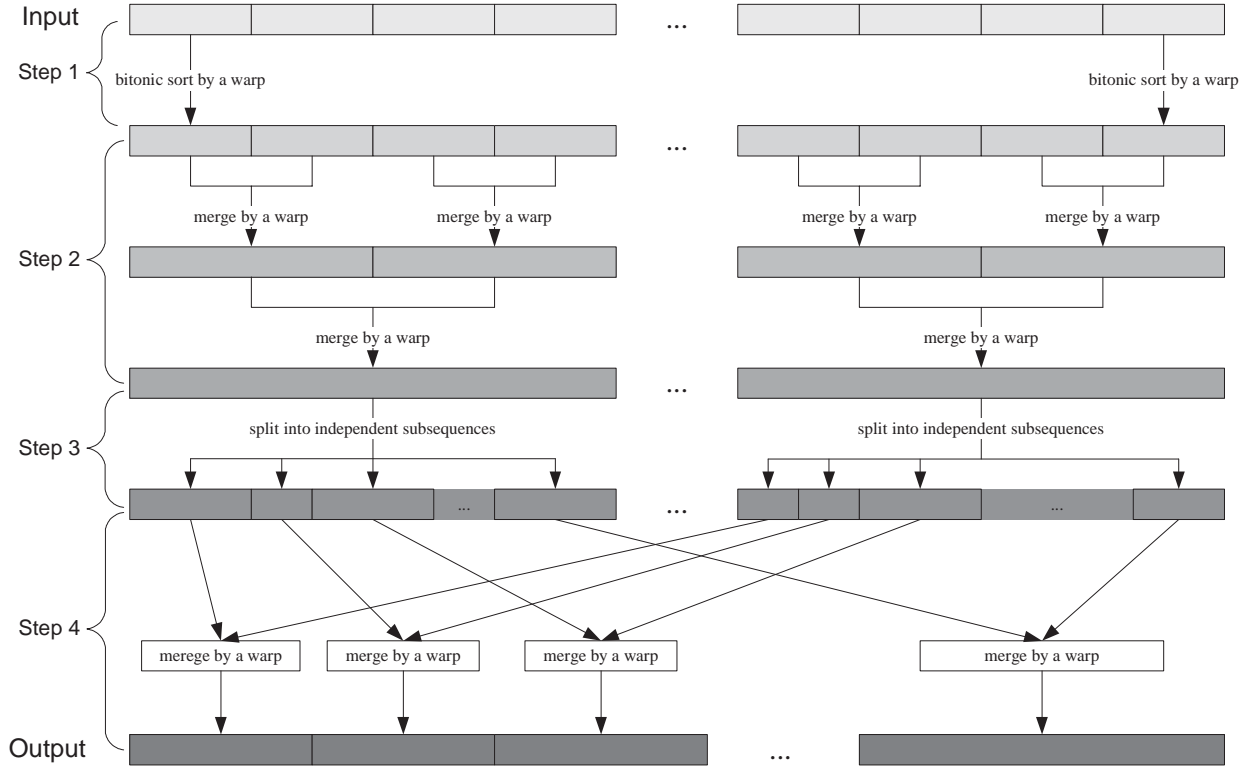 Input
...
Step 1
bitonic sort by a warp
bitonic sort by a warp
...
merge by a warp
merge by a warp
merge by a warp
merge by a warp
Step 2
merge by a warp
merge by a warp
...
split into independent subsequences
split into independent subsequences
Step 3
...
...
...
Step 4
merege by a warp
merge by a warp
merge by a warp
merge by a warp
Output
...